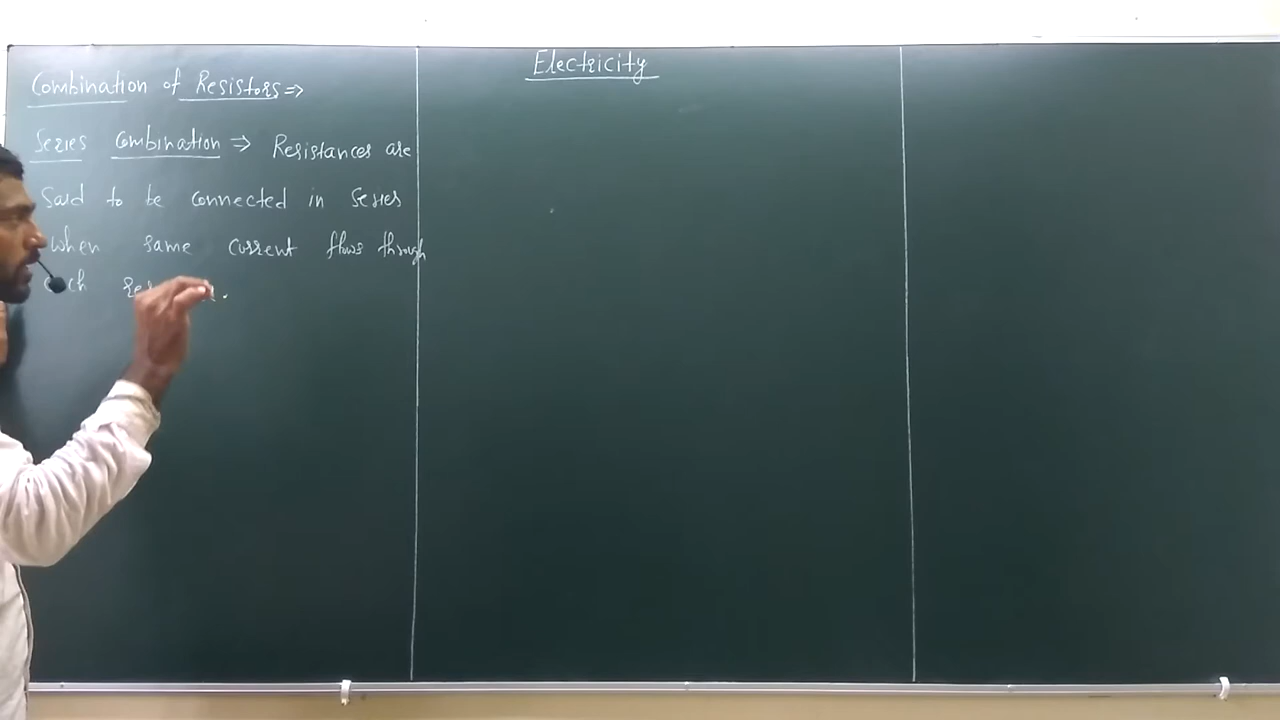 Electricity
Combination of Resistors ⇒
Series Combination ⇒ Resistances are
Said to be connected in series
when same current flows through
each